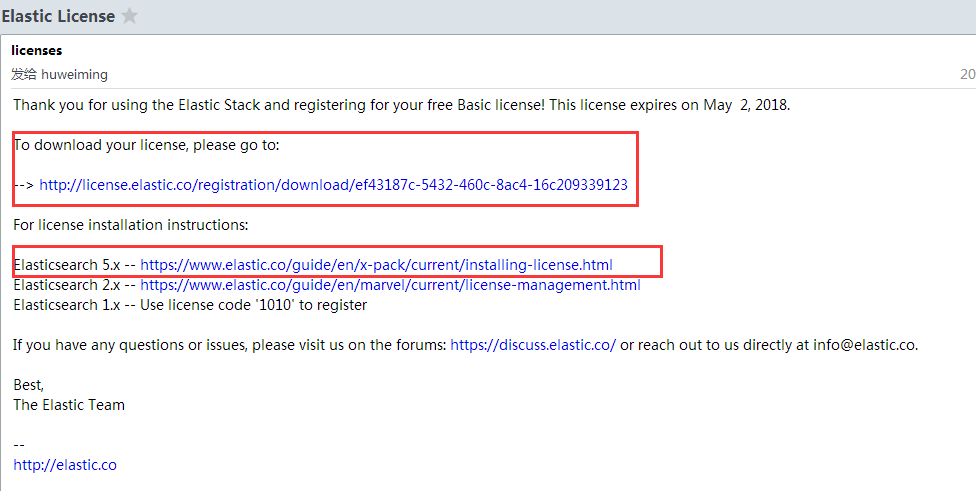 Elastic License
licenses
发给 huweiming
20
Thank you for using the Elastic Stack and registering for your free Basic license! This license expires on May  2, 2018.
To download your license, please go to:
--> http://license.elastic.co/registration/download/ef43187c-5432-460c-8ac4-16c209339123
For license installation instructions:
Elasticsearch 5.x -- https://www.elastic.co/guide/en/x-pack/current/installing-license.html
Elasticsearch 2.x -- https://www.elastic.co/guide/en/marvel/current/license-management.html
Elasticsearch 1.x -- Use license code '1010' to register
If you have any questions or issues, please visit us on the forums: https://discuss.elastic.co/ or reach out to us directly at info@elastic.co.
Best,
The Elastic Team
--
http://elastic.co